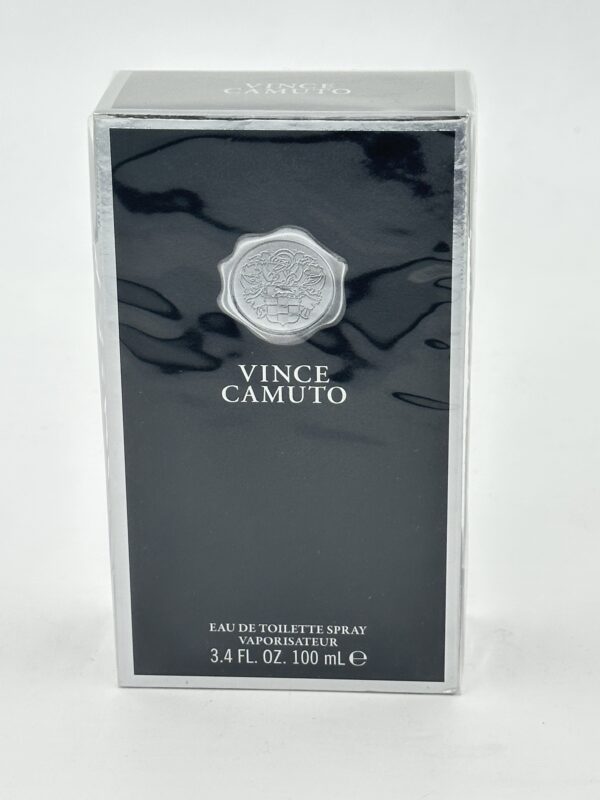 VINCE
CAMUTO
VINCE
CAMUTO
EAU DE TOILETTE SPRAY
VAPORISATEUR
3.4 FL. OZ. 100 mL ℮